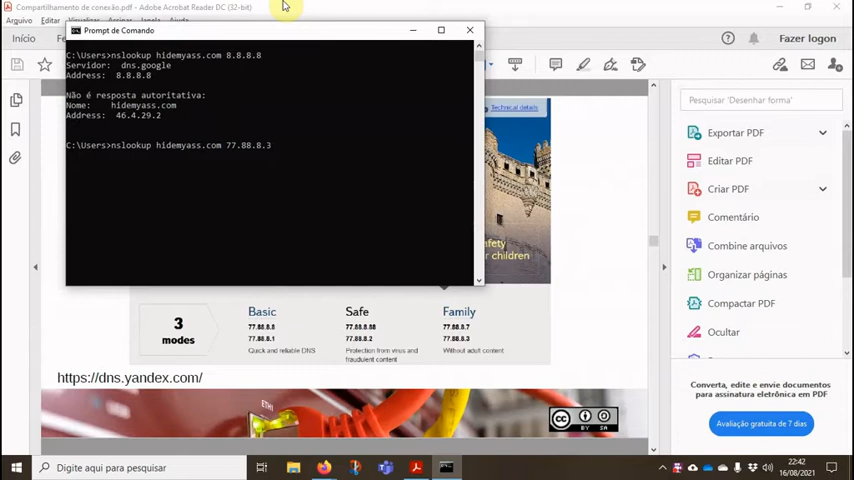 Compartilhamento de conexão.pdf - Adobe Acrobat Reader DC (32-bit)
Arquivo Editar Visualizar Assinar Janela Ajuda
Início
Fazer logon
Prompt de Comando
C:\Users>nslookup hidemyass.com 8.8.8.8
Servidor: dns.google
Address: 8.8.8.8
Não é resposta autoritativa:
Nome: hidemyass.com
Address: 46.4.29.2
C:\Users>nslookup hidemyass.com 77.88.8.3
Technical details
children
3
modes
Basic
77.88.8.8
77.88.8.1
Quick and reliable DNS
Safe
77.88.8.88
77.88.8.2
Protection from virus and
fraudulent content
Family
77.88.8.7
77.88.8.3
Without adult content
https://dns.yandex.com/
ETHI
CC BY SA
Pesquisar 'Desenhar forma'
Exportar PDF
Editar PDF
Criar PDF
Comentário
Combine arquivos
Organizar páginas
Compactar PDF
Ocultar
Converta, edite e envie documentos
para assinatura eletrônica em PDF
Avaliação gratuita de 7 dias
Digite aqui para pesquisar
22:42
16/08/2021